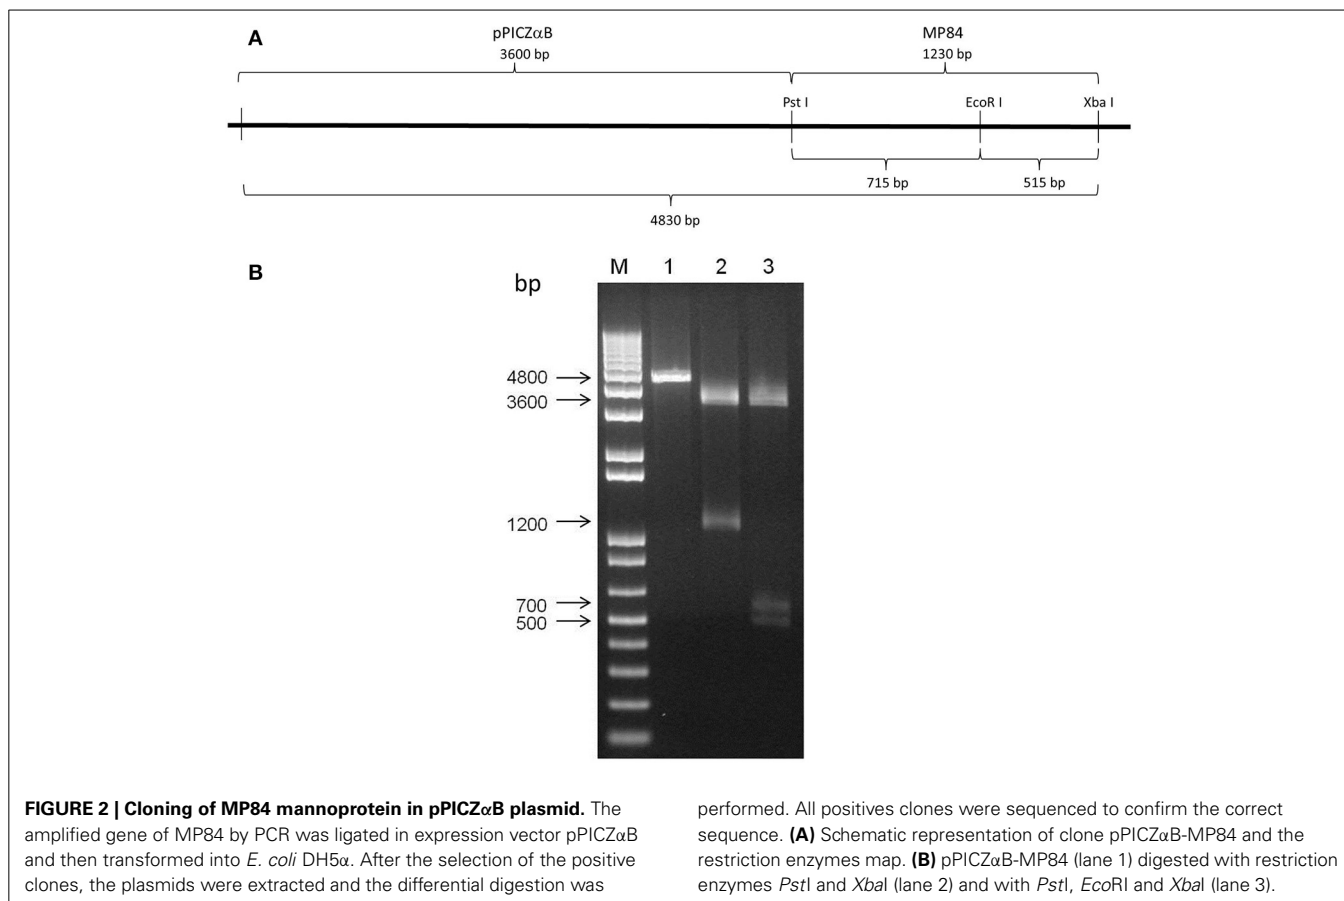 A
pPICZαB
3600 bp
MP84
1230 bp
Pst I
EcoR I
Xba I
715 bp
515 bp
4830 bp
B
bp
M 1 2 3
4800
3600
1200
700
500
FIGURE 2 | Cloning of MP84 mannoprotein in pPICZαB plasmid. The
amplified gene of MP84 by PCR was ligated in expression vector pPICZαB
and then transformed into E. coli DH5α. After the selection of the positive
clones, the plasmids were extracted and the differential digestion was
performed. All positives clones were sequenced to confirm the correct
sequence. (A) Schematic representation of clone pPICZαB-MP84 and the
restriction enzymes map. (B) pPICZαB-MP84 (lane 1) digested with restriction
enzymes PstI and XbaI (lane 2) and with PstI, EcoRI and XbaI (lane 3).